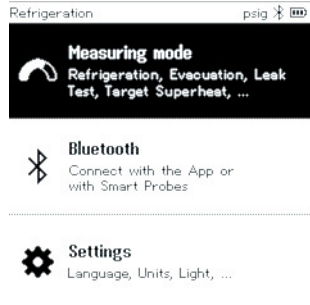 Refrigeration psig
Measuring mode
Refrigeration, Evacuation, Leak
Test, Target Superheat, ...
Bluetooth
Connect with the App or
with Smart Probes
Settings
Language, Units, Light, ...